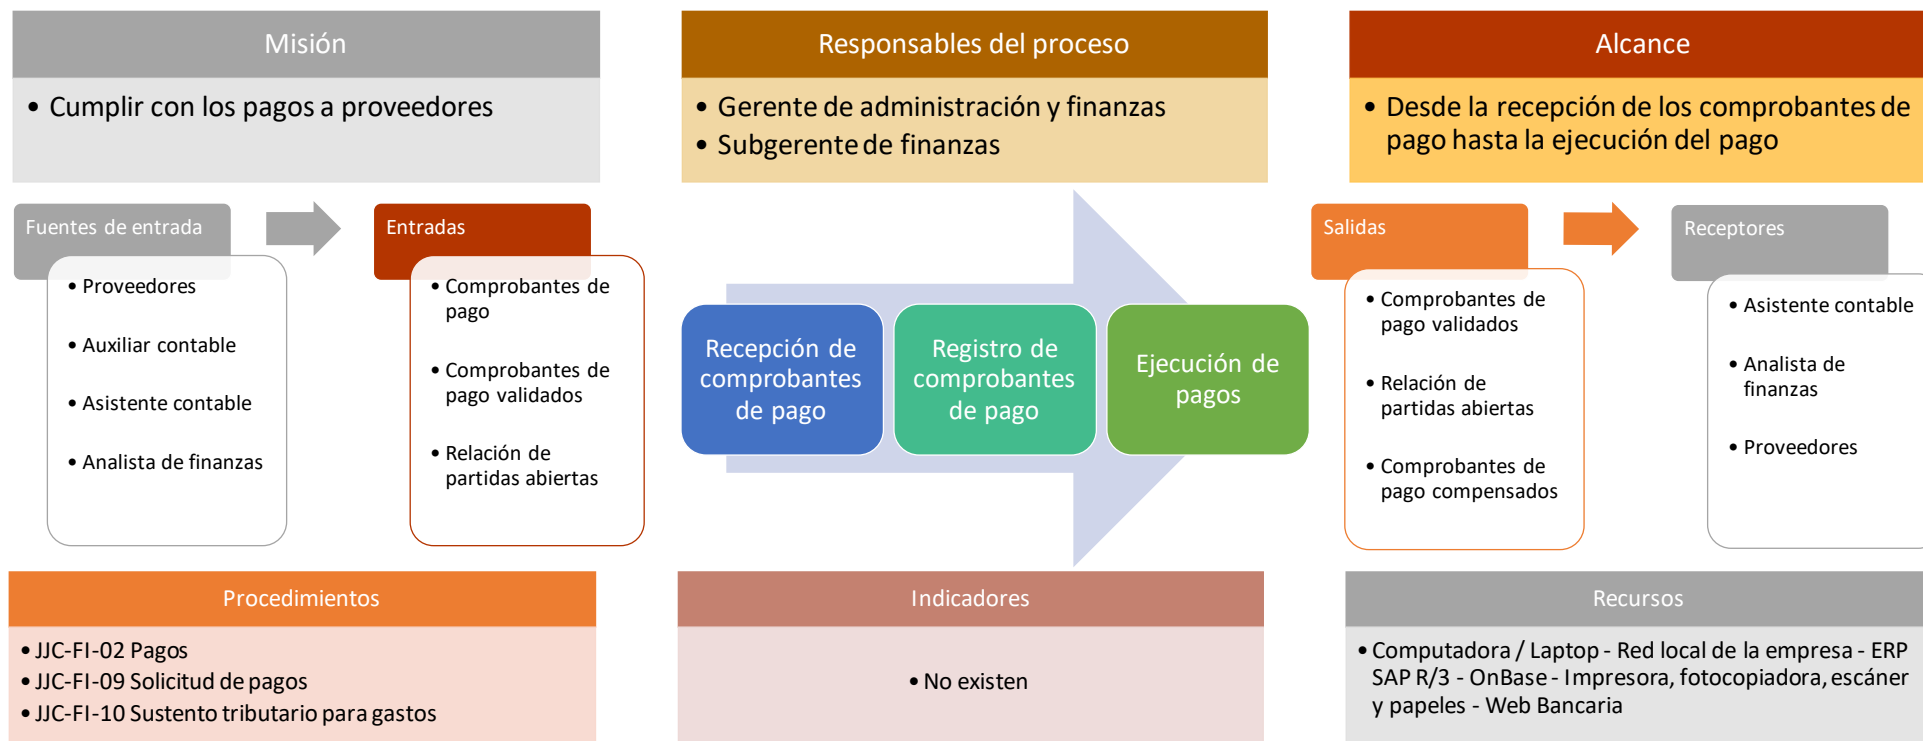 Misión
• Cumplir con los pagos a proveedores
Responsables del proceso
• Gerente de administración y finanzas
• Subgerente de finanzas
Alcance
• Desde la recepción de los comprobantes de
pago hasta la ejecución del pago
Fuentes de entrada
• Proveedores
• Auxiliar contable
• Asistente contable
• Analista de finanzas
Entradas
• Comprobantes de
pago
• Comprobantes de
pago validados
• Relación de
partidas abiertas
Recepción de
comprobantes
de pago
Registro de
comprobantes
de pago
Ejecución de
pagos
Salidas
• Comprobantes de
pago validados
• Relación de
partidas abiertas
• Comprobantes de
pago compensados
Receptores
• Asistente contable
• Analista de
finanzas
• Proveedores
Procedimientos
• JJC-FI-02 Pagos
• JJC-FI-09 Solicitud de pagos
• JJC-FI-10 Sustento tributario para gastos
Indicadores
• No existen
Recursos
• Computadora / Laptop - Red local de la empresa - ERP
SAP R/3 - OnBase - Impresora, fotocopiadora, escáner
y papeles - Web Bancaria